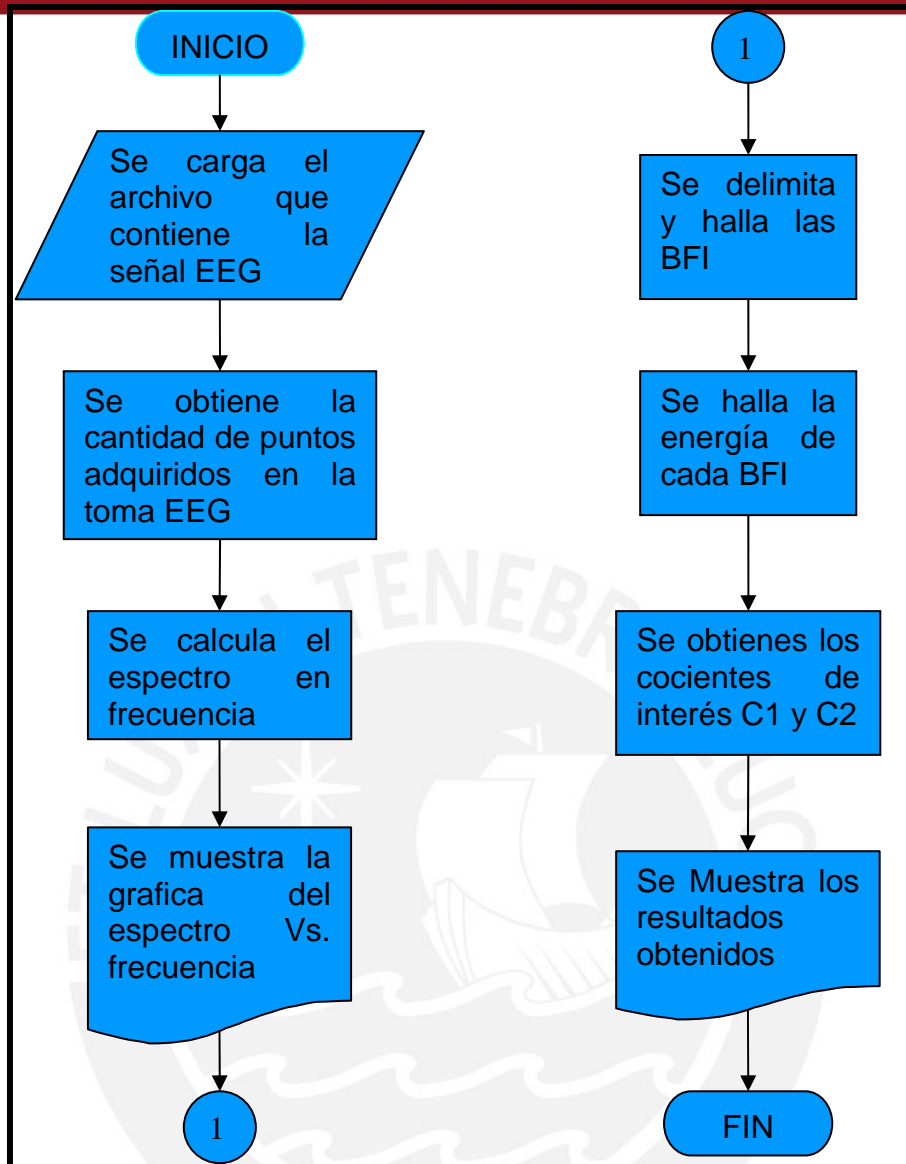 INICIO
Se carga el
archivo que
contiene la
señal EEG
Se obtiene la
cantidad de puntos
adquiridos en la
toma EEG
Se calcula el
espectro en
frecuencia
Se muestra la
grafica del
espectro Vs.
frecuencia
1
1
Se delimita
y halla las
BFI
Se halla la
energía de
cada BFI
Se obtienes los
cocientes de
interés C1 y C2
Se Muestra los
resultados
obtenidos
FIN
TENEBR